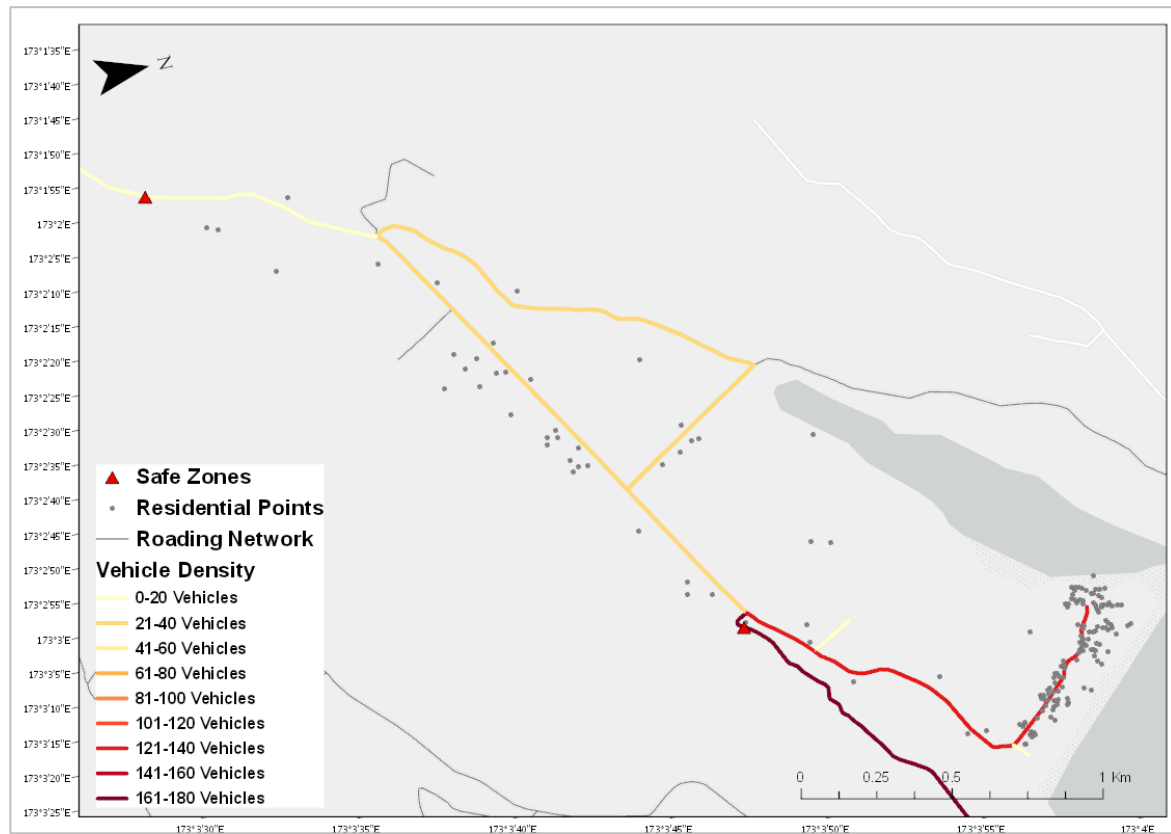 173°1'35"E
173°1'40"E
173°1'45"E
173°1'50"E
173°1'55"E
173°2'E
173°2'5"E
173°2'10"E
173°2'15"E
173°2'20"E
173°2'25"E
173°2'30"E
173°2'35"E
173°2'40"E
173°2'45"E
173°2'50"E
173°2'55"E
173°3'E
173°3'5"E
173°3'10"E
173°3'15"E
173°3'20"E
173°3'25"E
N
Safe Zones
Residential Points
Roading Network
Vehicle Density
0-20 Vehicles
21-40 Vehicles
41-60 Vehicles
61-80 Vehicles
81-100 Vehicles
101-120 Vehicles
121-140 Vehicles
141-160 Vehicles
161-180 Vehicles
0 0.25 0.5 1 Km
173°3'30"E 173°3'35"E 173°3'40"E 173°3'45"E 173°3'50"E 173°3'55"E 173°4'E